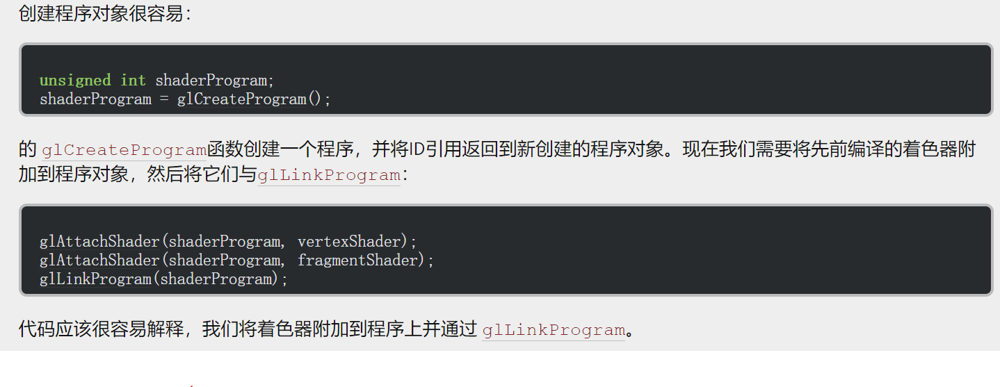 创建程序对象很容易：
unsigned int shaderProgram;
shaderProgram = glCreateProgram();
的 glCreateProgram函数创建一个程序，并将ID引用返回到新创建的程序对象。现在我们需要将先前编译的着色器附
加到程序对象，然后将它们与glLinkProgram：
glAttachShader(shaderProgram, vertexShader);
glAttachShader(shaderProgram, fragmentShader);
glLinkProgram(shaderProgram);
代码应该很容易解释，我们将着色器附加到程序上并通过 glLinkProgram。